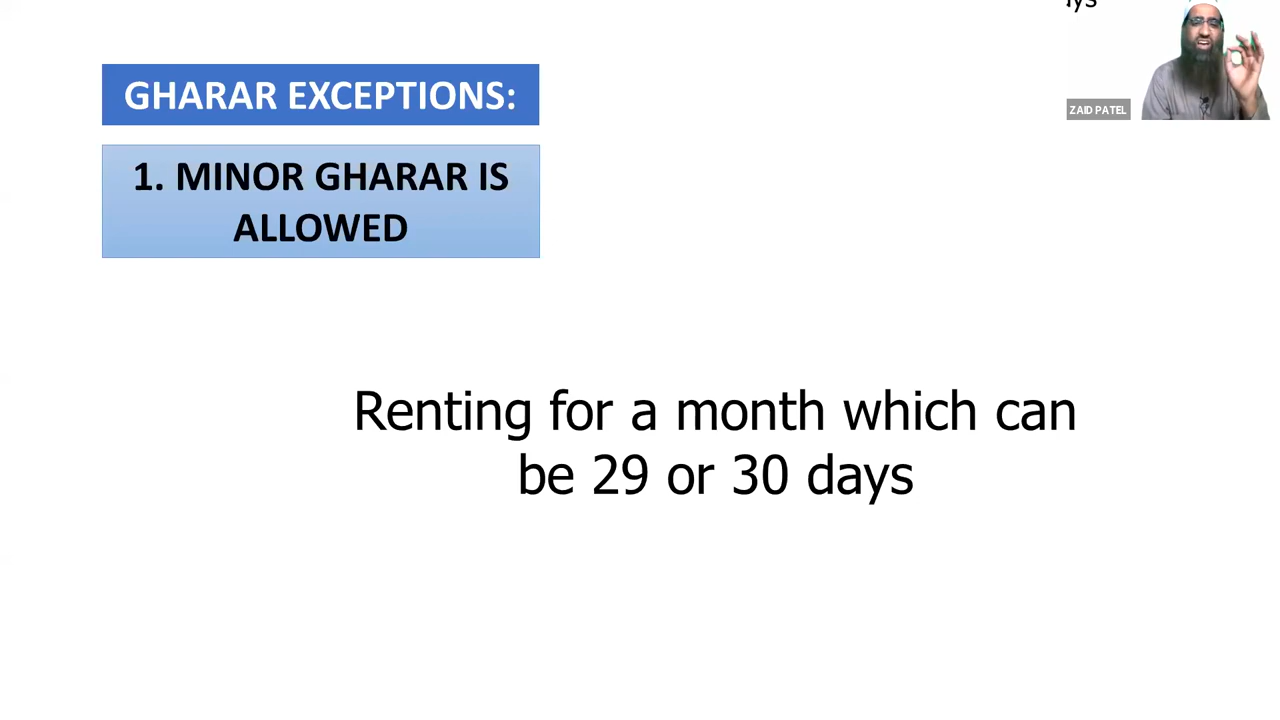 GHARAR EXCEPTIONS:
1. MINOR GHARAR IS
ALLOWED
Renting for a month which can
be 29 or 30 days
ZAID PATEL